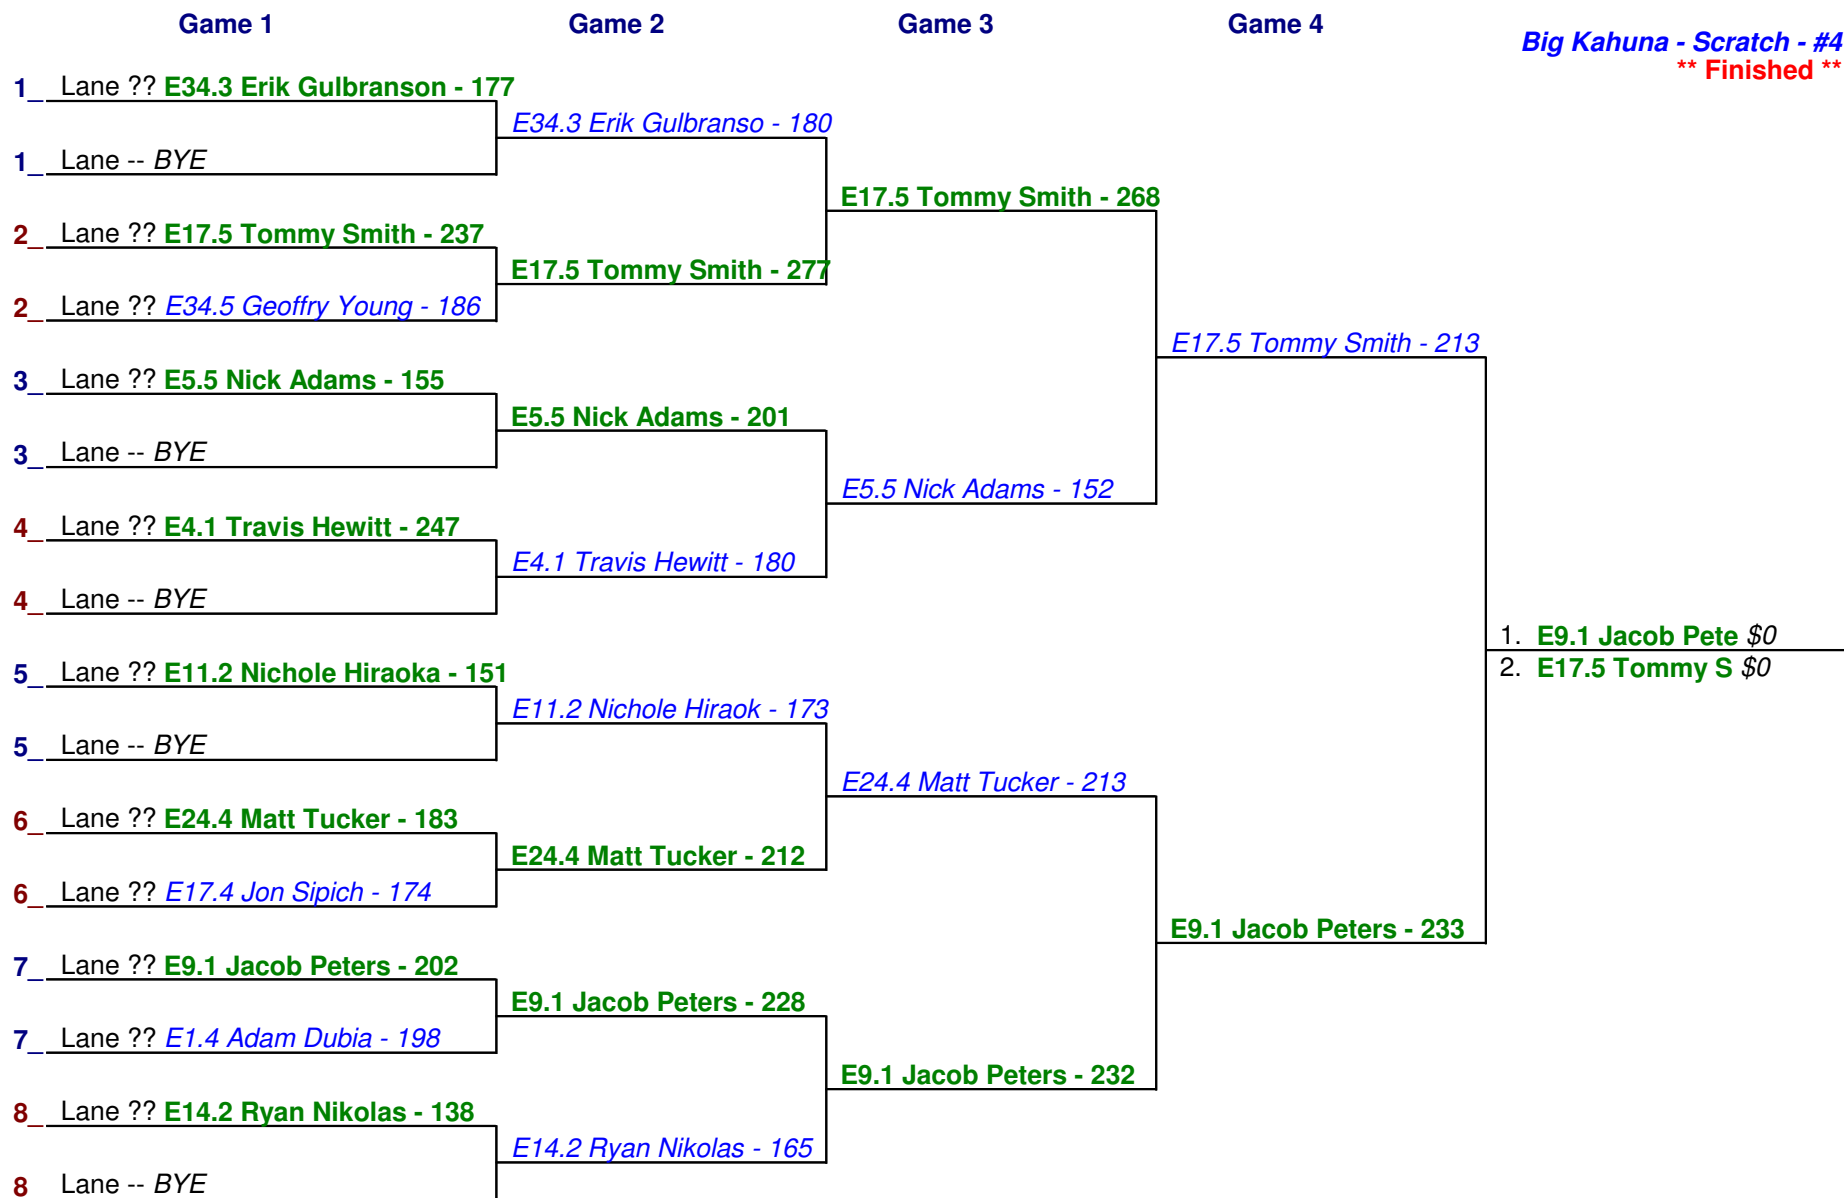 Game 1 Game 2 Game 3 Game 4
Big Kahuna - Scratch - #4
** Finished **
1_ Lane ?? E34.3 Erik Gulbranson - 177
E34.3 Erik Gulbranso - 180
1_ Lane -- BYE
E17.5 Tommy Smith - 268
2_ Lane ?? E17.5 Tommy Smith - 237
E17.5 Tommy Smith - 277
2_ Lane ?? E34.5 Geoffry Young - 186
E17.5 Tommy Smith - 213
3_ Lane ?? E5.5 Nick Adams - 155
E5.5 Nick Adams - 201
3_ Lane -- BYE
E5.5 Nick Adams - 152
4_ Lane ?? E4.1 Travis Hewitt - 247
E4.1 Travis Hewitt - 180
4_ Lane -- BYE
1. E9.1 Jacob Pete $0
2. E17.5 Tommy S $0
5_ Lane ?? E11.2 Nichole Hiraoka - 151
E11.2 Nichole Hiraok - 173
5_ Lane -- BYE
E24.4 Matt Tucker - 213
6_ Lane ?? E24.4 Matt Tucker - 183
E24.4 Matt Tucker - 212
6_ Lane ?? E17.4 Jon Sipich - 174
E9.1 Jacob Peters - 233
7_ Lane ?? E9.1 Jacob Peters - 202
E9.1 Jacob Peters - 228
7_ Lane ?? E1.4 Adam Dubia - 198
E9.1 Jacob Peters - 232
8_ Lane ?? E14.2 Ryan Nikolas - 138
E14.2 Ryan Nikolas - 165
8 Lane -- BYE